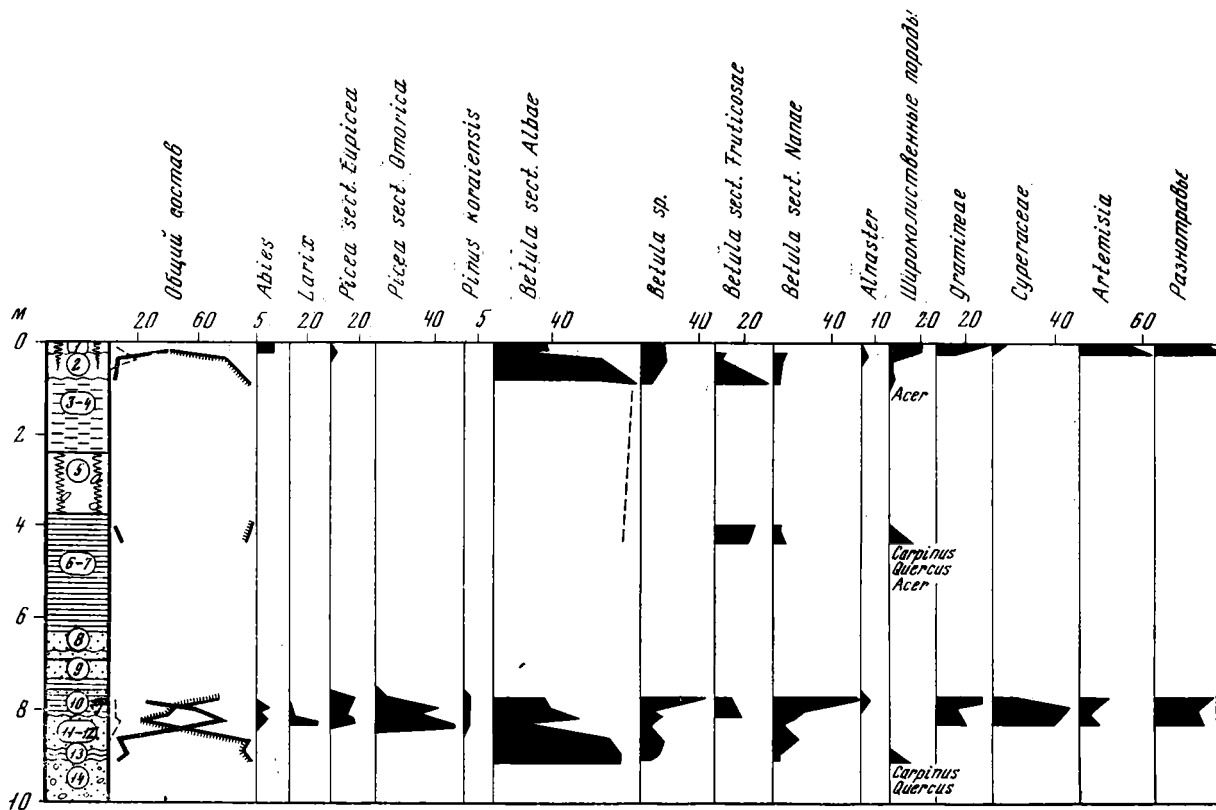 Общий состав
Abies
Larix
Picea sect. Eupicea
Picea sect. Omorica
Pinus koraiensis
Betula sect. Albae
Betula sp.
Betula sect. Fruticosae
Betula sect. Nanae
Alnaster
Широколиственные породы
Gramineae
Cyperaceae
Artemisia
Разнотравье
м
20 60 5 20 20 40 5 40 40 20 40 10 20 20 40 60
0
1
2
3-4
Acer
2
5
4
Carpinus
6-7
Quercus
Acer
6
8
9
10
8
11-12
13
Carpinus
14
Quercus
10